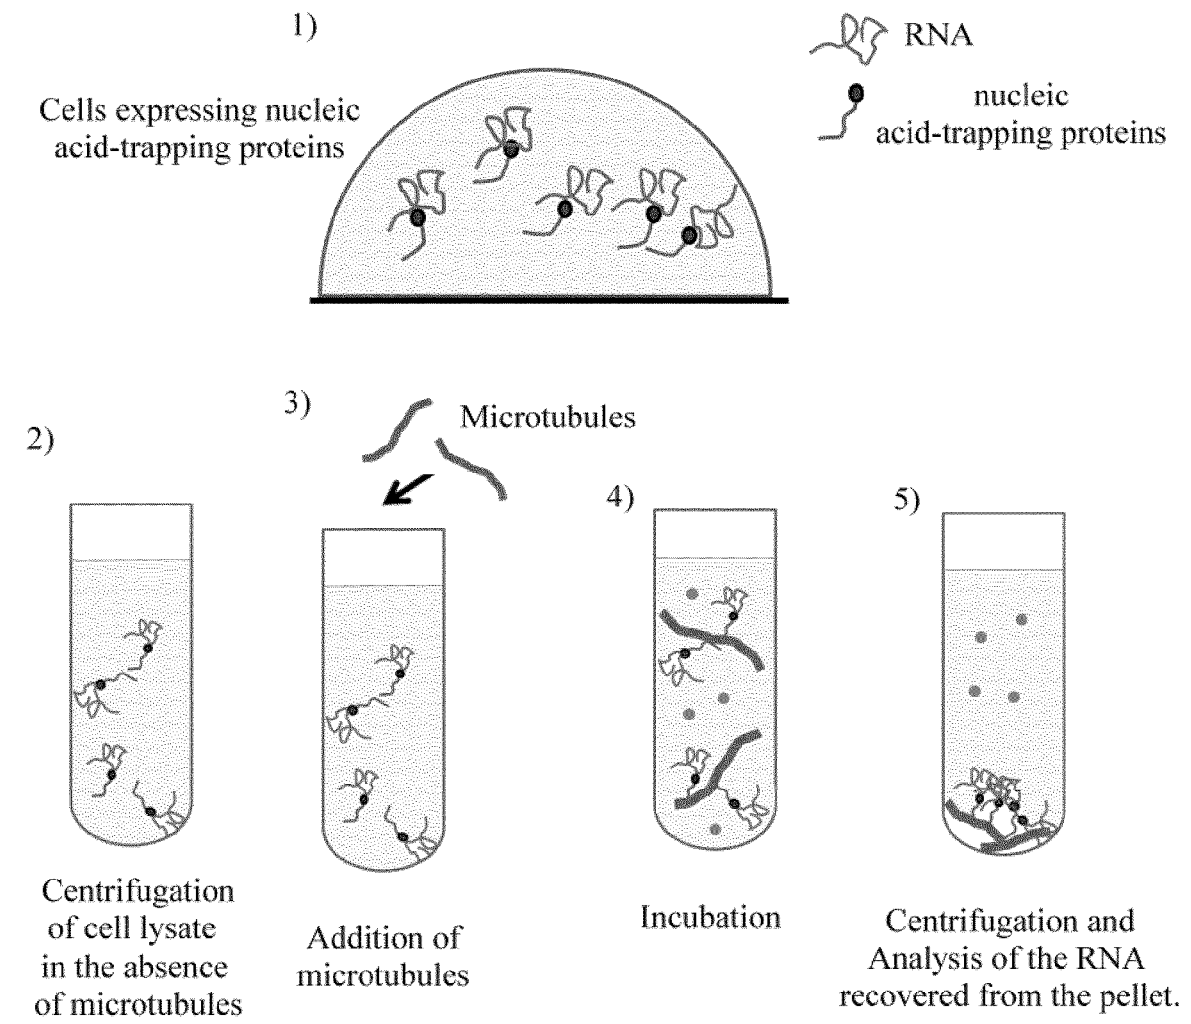 1)
RNA
Cells expressing nucleic
acid-trapping proteins
nucleic
acid-trapping proteins
3)
Microtubules
2)
4)
5)
Centrifugation
of cell lysate
in the absence
of microtubules
Addition of
microtubules
Incubation
Centrifugation and
Analysis of the RNA
recovered from the pellet.